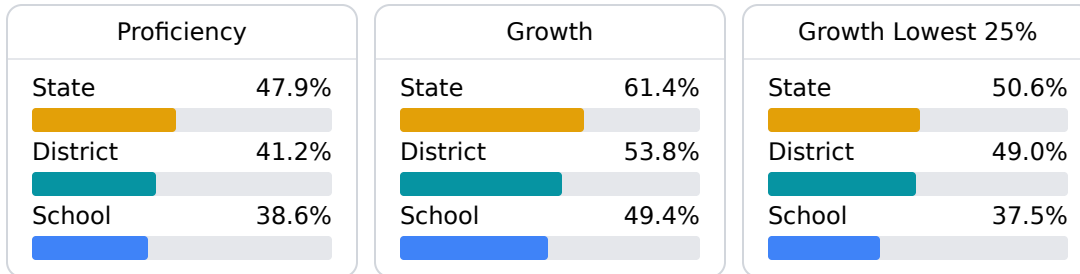 Proficiency
State 47.9%
District 41.2%
School 38.6%
Growth
State 61.4%
District 53.8%
School 49.4%
Growth Lowest 25%
State 50.6%
District 49.0%
School 37.5%